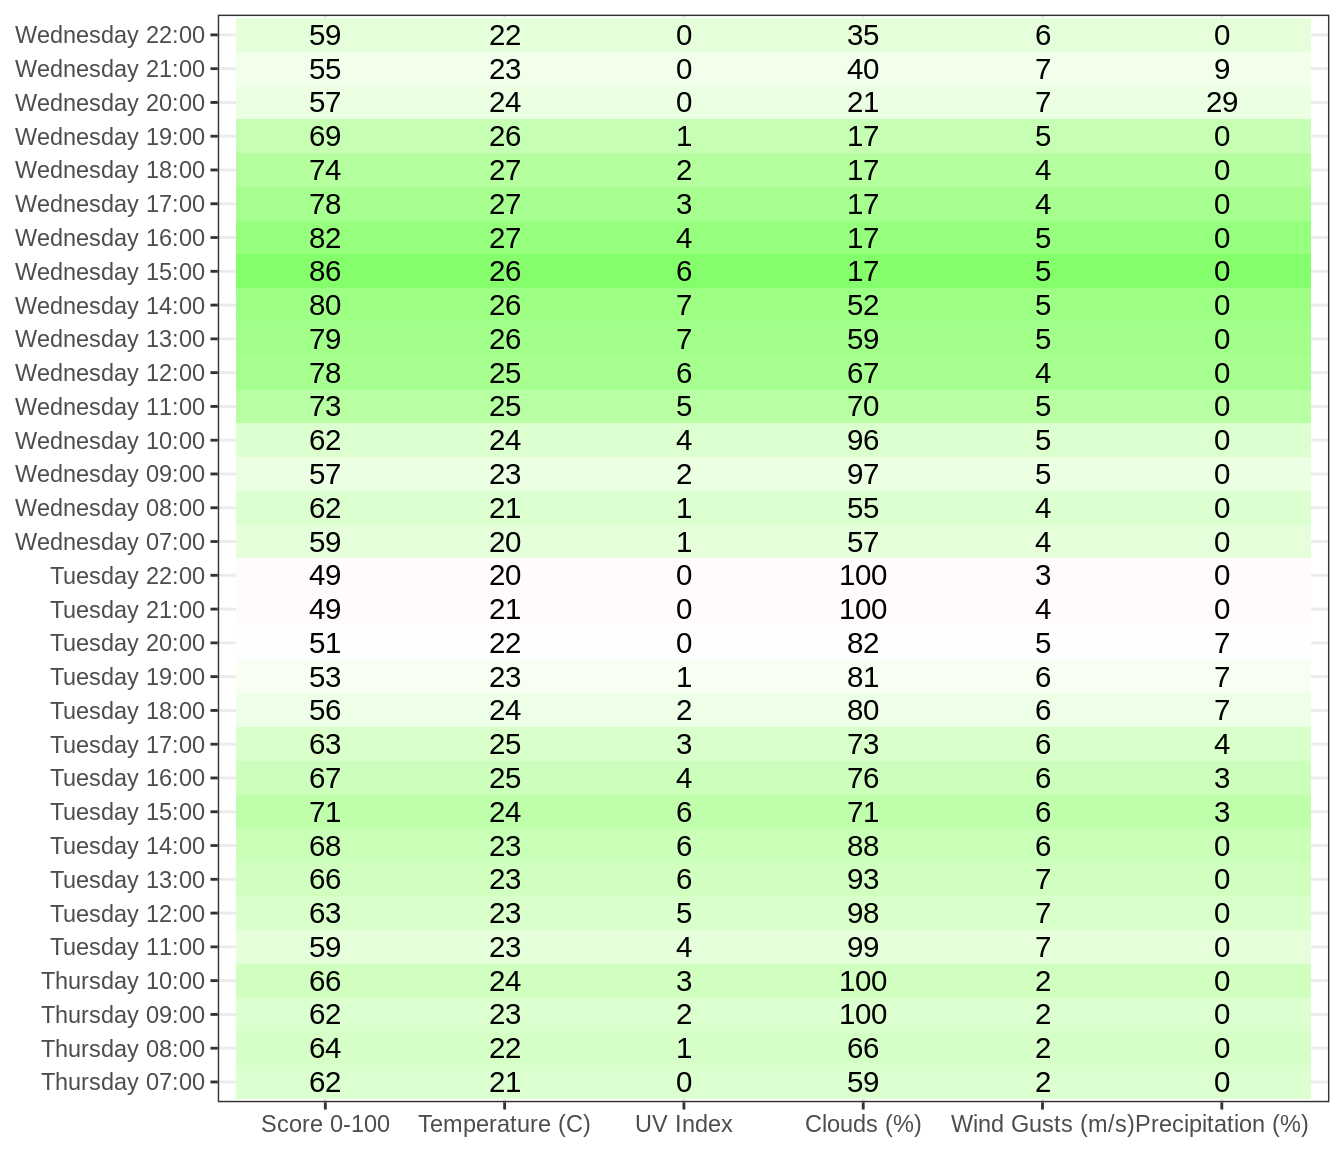 Wednesday 22:00 59 22 0 35 6 0
Wednesday 21:00 55 23 0 40 7 9
Wednesday 20:00 57 24 0 21 7 29
Wednesday 19:00 69 26 1 17 5 0
Wednesday 18:00 74 27 2 17 4 0
Wednesday 17:00 78 27 3 17 4 0
Wednesday 16:00 82 27 4 17 5 0
Wednesday 15:00 86 26 6 17 5 0
Wednesday 14:00 80 26 7 52 5 0
Wednesday 13:00 79 26 7 59 5 0
Wednesday 12:00 78 25 6 67 4 0
Wednesday 11:00 73 25 5 70 5 0
Wednesday 10:00 62 24 4 96 5 0
Wednesday 09:00 57 23 2 97 5 0
Wednesday 08:00 62 21 1 55 4 0
Wednesday 07:00 59 20 1 57 4 0
Tuesday 22:00 49 20 0 100 3 0
Tuesday 21:00 49 21 0 100 4 0
Tuesday 20:00 51 22 0 82 5 7
Tuesday 19:00 53 23 1 81 6 7
Tuesday 18:00 56 24 2 80 6 7
Tuesday 17:00 63 25 3 73 6 4
Tuesday 16:00 67 25 4 76 6 3
Tuesday 15:00 71 24 6 71 6 3
Tuesday 14:00 68 23 6 88 6 0
Tuesday 13:00 66 23 6 93 7 0
Tuesday 12:00 63 23 5 98 7 0
Tuesday 11:00 59 23 4 99 7 0
Thursday 10:00 66 24 3 100 2 0
Thursday 09:00 62 23 2 100 2 0
Thursday 08:00 64 22 1 66 2 0
Thursday 07:00 62 21 0 59 2 0
Score 0-100 Temperature (C) UV Index Clouds (%) Wind Gusts (m/s) Precipitation (%)